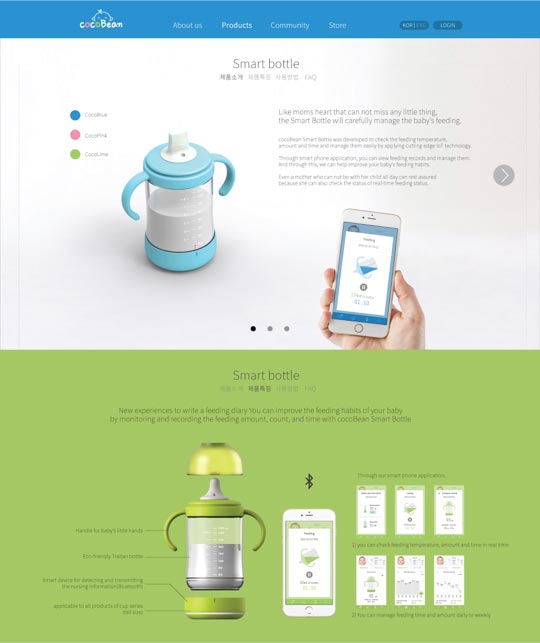 cocoBean
About us
Products
Community
Store
KOR | ENG
LOGIN
Smart bottle
제품소개 제품특징 사용방법 FAQ
CocoBlue
CocoPink
CocoLime
Like moms heart that can not miss any little thing,
the Smart Bottle will carefully manage the baby's feeding.
cocoBean Smart Bottle was developed to check the feeding temperature,
amount and time and manage them easily by applying cutting-edge IoT technology.
Through smart phone application, you can view feeding records and manage them.
And through this, we can help improve your baby's feeding habits.
Even a mother who can not be with her child all day can rest assured
because she can also check the status of real-time feeding status.
Feeding
Smart bottle
제품소개 제품특징 사용방법 FAQ
New experiences to write a feeding diary You can improve the feeding habits of your baby
by monitoring and recording the feeding amount, count, and time with cocoBean Smart Bottle
Through our smart phone application,
Handle for baby's little hands
Eco-friendly Traitan bottle
Smart device for detecting and transmitting
the nursing information(Bluetooth)
applicable to all products of cup series
(all size)
Feeding
1) you can check feeding temperature, amount and time in real time
2) You can manage feeding time and amount daily or weekly